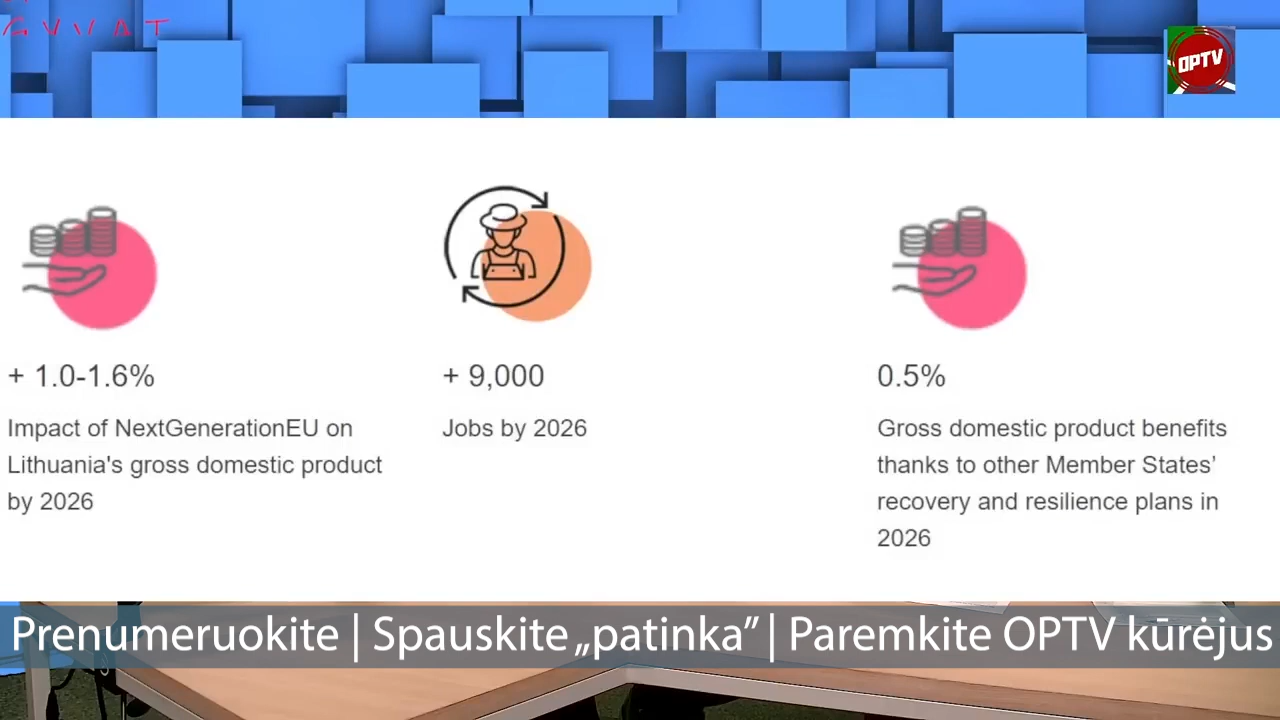 OPTV
+ 1.0-1.6%
Impact of NextGenerationEU on
Lithuania's gross domestic product
by 2026
+ 9,000
Jobs by 2026
0.5%
Gross domestic product benefits
thanks to other Member States’
recovery and resilience plans in
2026
Prenumeruokite | Spauskite „patinka” | Paremkite OPTV kūrėjus